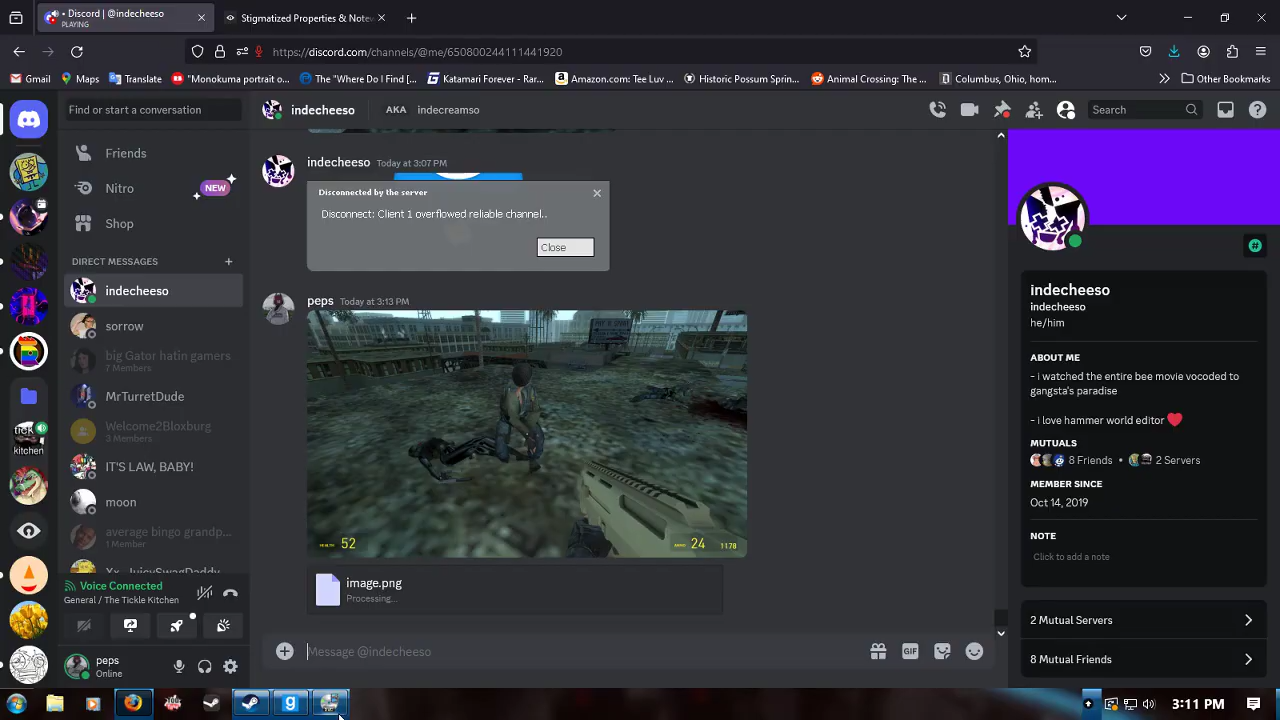 Discord | @indecheeso
PLAYING
Stigmatized Properties & Notew
https://discord.com/channels/@me/650800244111441920
Gmail
Maps
Translate
"Monokuma portrait o...
The "Where Do I Find [...
Katamari Forever - Rar...
Amazon.com: Tee Luv ...
Historic Possum Sprin...
Animal Crossing: The ...
Columbus, Ohio, hom...
Other Bookmarks
Find or start a conversation
indecheeso
AKA indecreamso
Search
Friends
Nitro
NEW
Shop
DIRECT MESSAGES
indecheeso
sorrow
big Gator hatin gamers
7 Members
MrTurretDude
Welcome2Bloxburg
3 Members
IT'S LAW, BABY!
moon
average bingo grandp...
1 Member
Xx_JuicySwagDaddy
Voice Connected
General / The Tickle Kitchen
peps
Online
tickle
kitchen
indecheeso Today at 3:07 PM
Disconnected by the server
Disconnect: Client 1 overflowed reliable channel..
Close
peps Today at 3:13 PM
HEALTH 52
AMMO 24 1178
image.png
Processing...
Message @indecheeso
GIF
indecheeso
indecheeso
he/him
ABOUT ME
- i watched the entire bee movie vocoded to
gangsta's paradise
- i love hammer world editor
MUTUALS
8 Friends • 2 Servers
MEMBER SINCE
Oct 14, 2019
NOTE
Click to add a note
2 Mutual Servers
8 Mutual Friends
3:11 PM